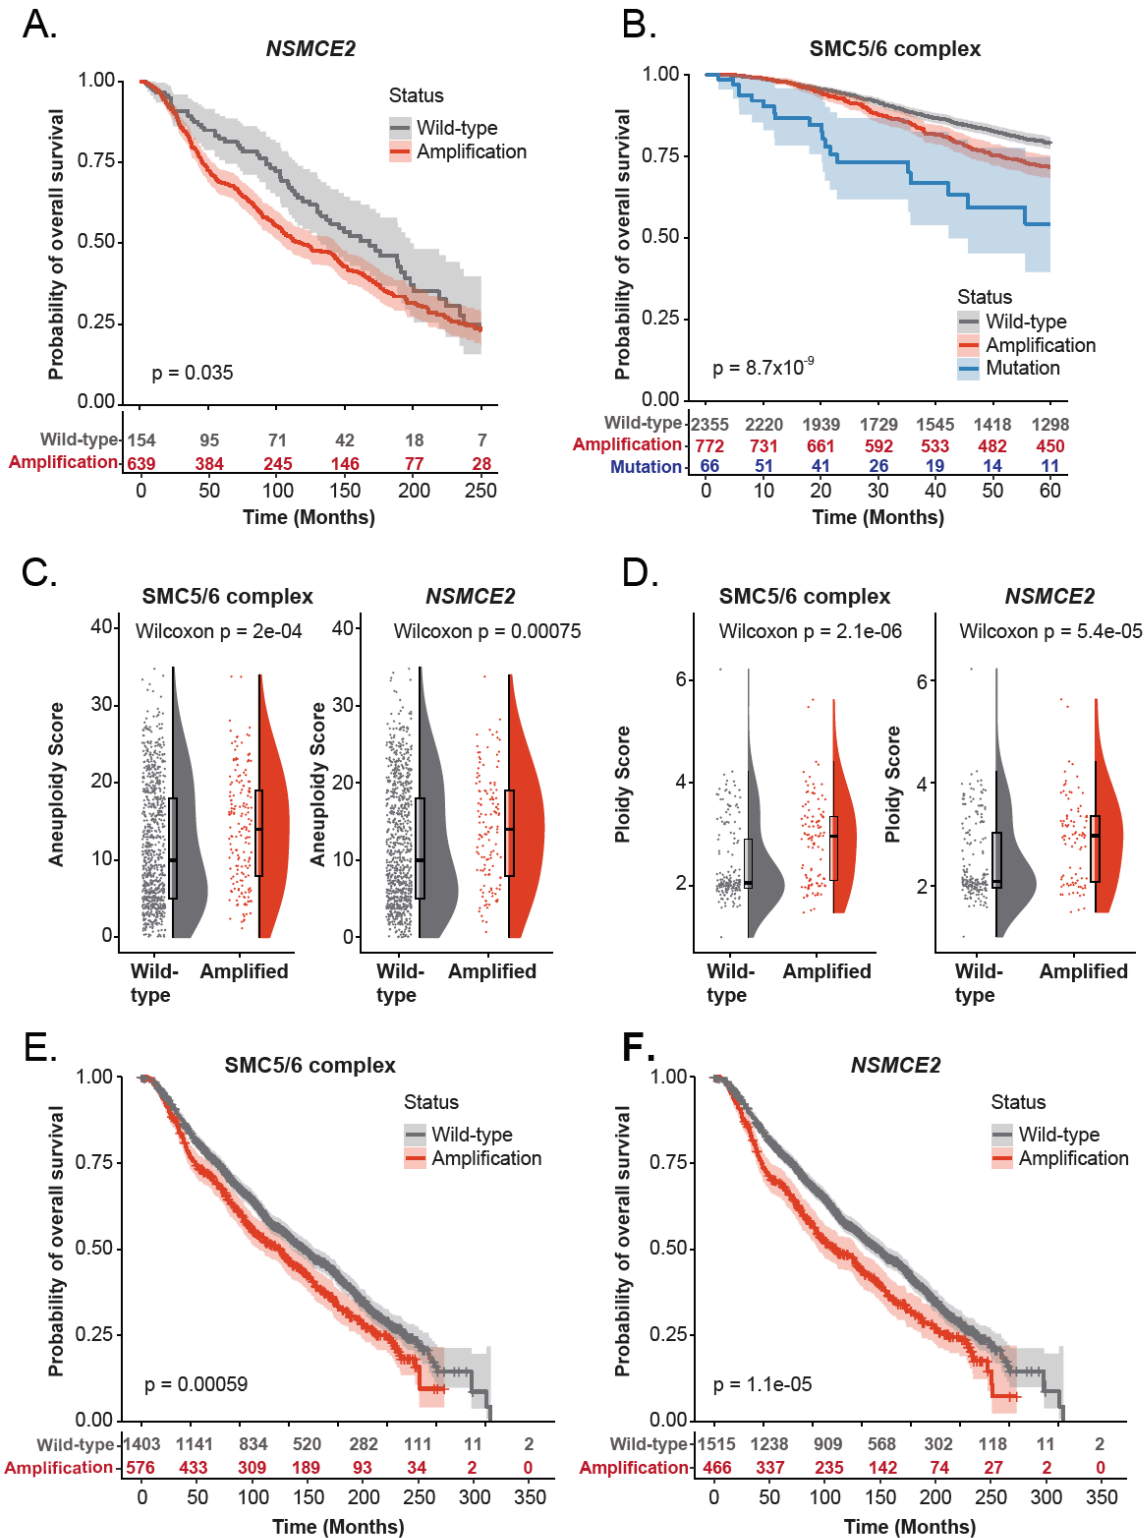 A.
NSMCE2
Probability of overall survival
1.00
0.75
0.50
0.25
0.00
Status
Wild-type
Amplification
p = 0.035
Wild-type 154 95 71 42 18 7
Amplification 639 384 245 146 77 28
0 50 100 150 200 250
Time (Months)
B.
SMC5/6 complex
Probability of overall survival
1.00
0.75
0.50
0.25
0.00
Status
Wild-type
Amplification
Mutation
p = 8.7x10⁻⁹
Wild-type 2355 2220 1939 1729 1545 1418 1298
Amplification 772 731 661 592 533 482 450
Mutation 66 51 41 26 19 14 11
0 10 20 30 40 50 60
Time (Months)
C.
SMC5/6 complex
Wilcoxon p = 2e-04
Aneuploidy Score
40
30
20
10
0
Wild-
type
Amplified
NSMCE2
Wilcoxon p = 0.00075
Aneuploidy Score
40
30
20
10
0
Wild-
type
Amplified
D.
SMC5/6 complex
Wilcoxon p = 2.1e-06
Ploidy Score
6
4
2
Wild-
type
Amplified
NSMCE2
Wilcoxon p = 5.4e-05
Ploidy Score
6
4
2
Wild-
type
Amplified
E.
SMC5/6 complex
Probability of overall survival
1.00
0.75
0.50
0.25
0.00
Status
Wild-type
Amplification
p = 0.00059
Wild-type 1403 1141 834 520 282 111 11 2
Amplification 576 433 309 189 93 34 2 0
0 50 100 150 200 250 300 350
Time (Months)
F.
NSMCE2
Probability of overall survival
1.00
0.75
0.50
0.25
0.00
Status
Wild-type
Amplification
p = 1.1e-05
Wild-type 1515 1238 909 568 302 118 11 2
Amplification 466 337 235 142 74 27 2 0
0 50 100 150 200 250 300 350
Time (Months)